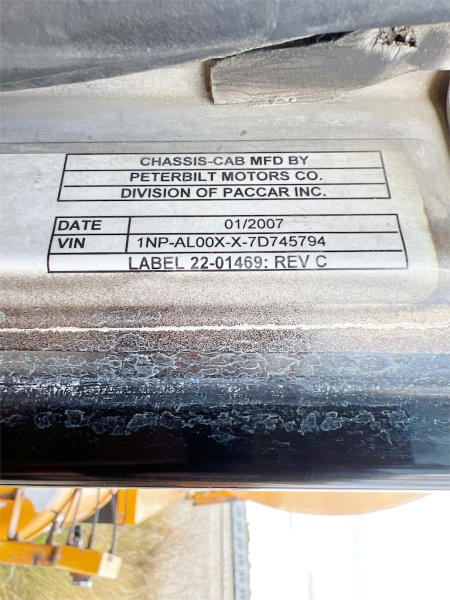 CHASSIS-CAB MFD BY
PETERBILT MOTORS CO.
DIVISION OF PACCAR INC.
DATE 01/2007
VIN 1NP-AL00X-X-7D745794
LABEL 22-01469: REV C